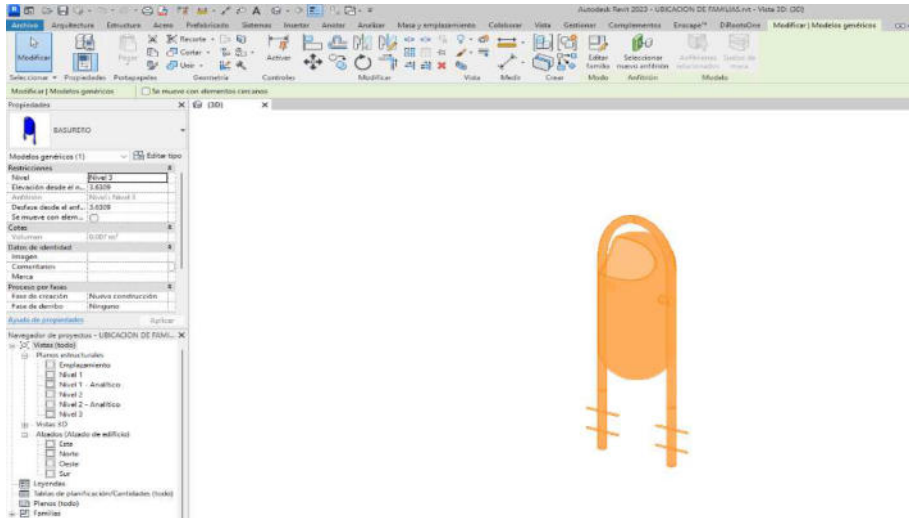 Autodesk Revit 2023 - UBICACION DE FAMILIAS.rvt - Vista 3D: {3D}
Archivo Arquitectura Estructura Acero Prefabricado Sistemas Insertar Anotar Analizar Masa y emplazamiento Colaborar Vista Gestionar Complementos Enscape™ DiRootsOne Modificar | Modelos genéricos
Modificar Pegar Recorte Cortar Unir Activar Editar familia Seleccionar nuevo anfitrión
Seleccionar Propiedades Portapapeles Geometría Controles Modificar Vista Medir Crear Modo Anfitrión Modelo
Modificar | Modelos genéricos Se mueve con elementos cercanos
Propiedades
{3D}
BASURERO
Modelos genéricos (1) Editar tipo
Restricciones
Nivel Nivel 3
Elevación desde el n... 3.6309
Anfitrión Nivel : Nivel 3
Desfase desde el anf... 3.6309
Se mueve con elem...
Cotas
Volumen 0.007 m³
Datos de identidad
Imagen
Comentarios
Marca
Proceso por fases
Fase de creación Nueva construcción
Fase de derribo Ninguno
Ayuda de propiedades Aplicar
Navegador de proyectos - UBICACION DE FAMI...
Vistas (todo)
Planos estructurales
Emplazamiento
Nivel 1
Nivel 1 - Analítico
Nivel 2
Nivel 2 - Analítico
Nivel 3
Vistas 3D
Alzados (Alzado de edificio)
Este
Norte
Oeste
Sur
Leyendas
Tablas de planificación/Cantidades (todo)
Planos (todo)
Familias